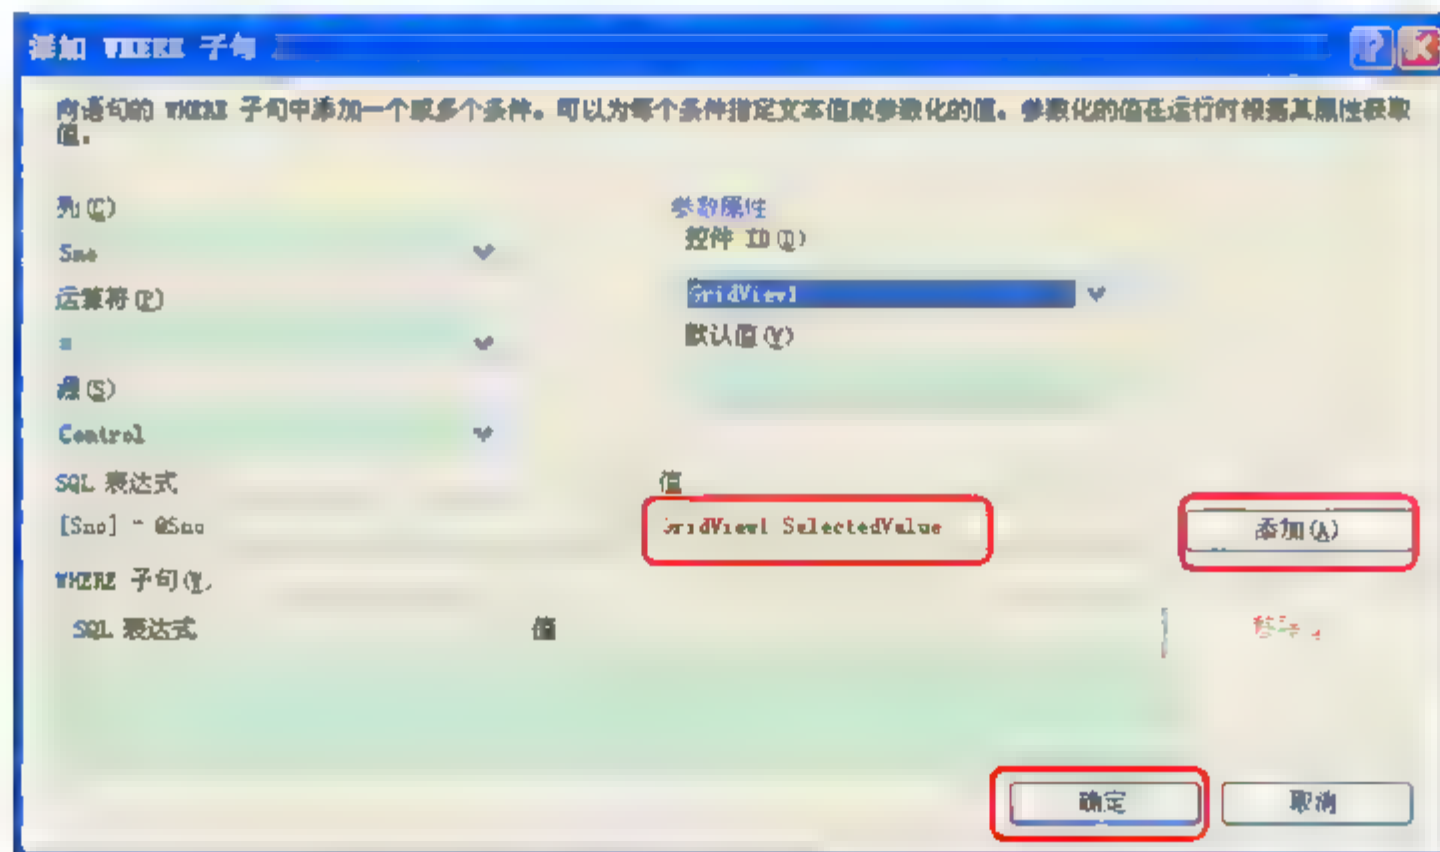 添加 WHERE 子句
向语句的 WHERE 子句中添加一个或多个条件。可以为每个条件指定文本值或参数化的值。参数化的值在运行时根据其属性获取
值。
列(C)
参数属性
Sno
控件 ID(D)
GridView1
运算符(P)
默认值(V)
=
源(S)
Control
SQL 表达式
值
[Sno] = @Sno
GridView1 SelectedValue
添加(A)
WHERE 子句(W)
SQL 表达式
值
确定
取消